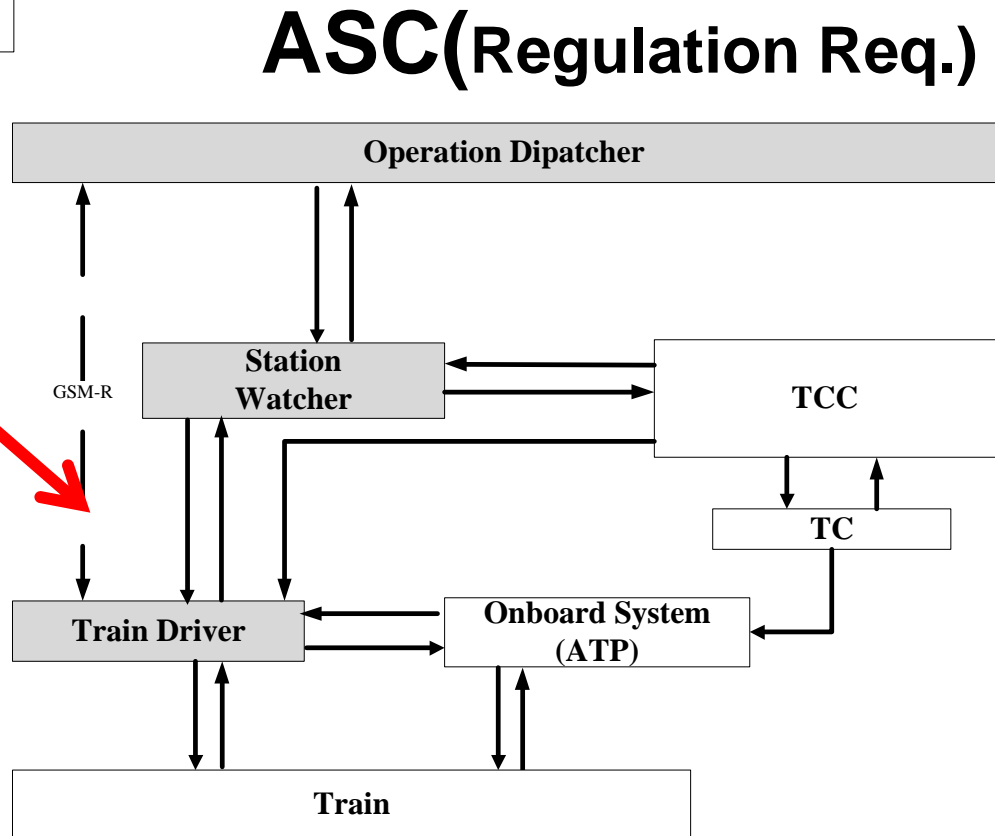 ASC(Regulation Req.)
Operation Dipatcher
Station
Watcher
GSM-R
TCC
TC
Train Driver
Onboard System
(ATP)
Train